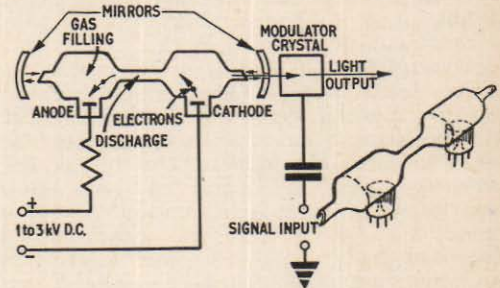 MIRRORS
GAS
FILLING
MODULATOR
CRYSTAL
LIGHT
OUTPUT
ANODE
ELECTRONS
CATHODE
DISCHARGE
+
1 to 3 kV D.C.
−
SIGNAL INPUT